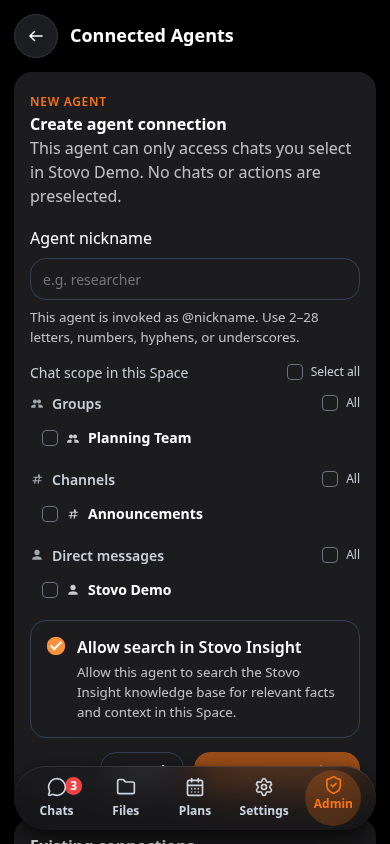 Connected Agents
NEW AGENT
Create agent connection
This agent can only access chats you select
in Stovo Demo. No chats or actions are
preselected.
Agent nickname
e.g. researcher
This agent is invoked as @nickname. Use 2–28
letters, numbers, hyphens, or underscores.
Chat scope in this Space
Select all
Groups
All
Planning Team
Channels
All
Announcements
Direct messages
All
Stovo Demo
Allow search in Stovo Insight
Allow this agent to search the Stovo
Insight knowledge base for relevant facts
and context in this Space.
3
Chats
Files
Plans
Settings
Admin
Existing connections